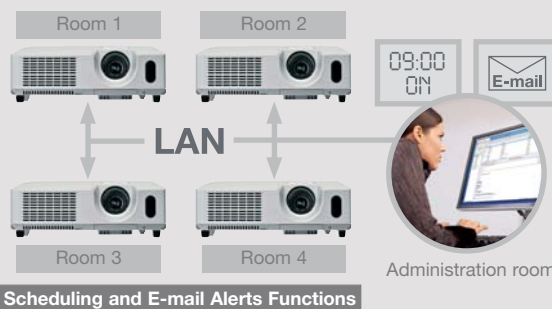 Room 1
Room 2
09:00
ON
E-mail
LAN
Room 3
Room 4
Administration room
Scheduling and E-mail Alerts Functions